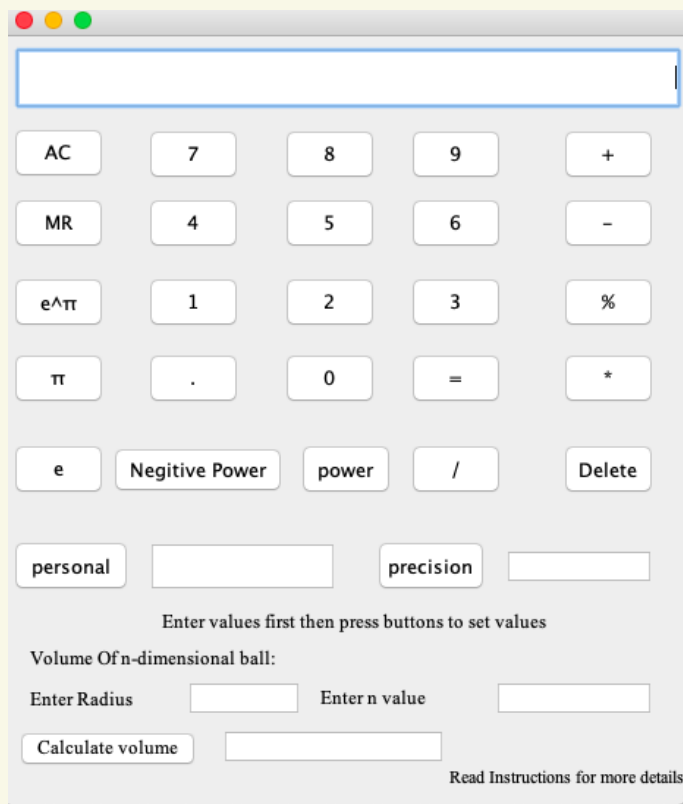 AC 7 8 9 +
MR 4 5 6 -
e^π 1 2 3 %
π . 0 = *
e Negitive Power power / Delete
personal precision
Enter values first then press buttons to set values
Volume Of n-dimensional ball:
Enter Radius Enter n value
Calculate volume
Read Instructions for more details